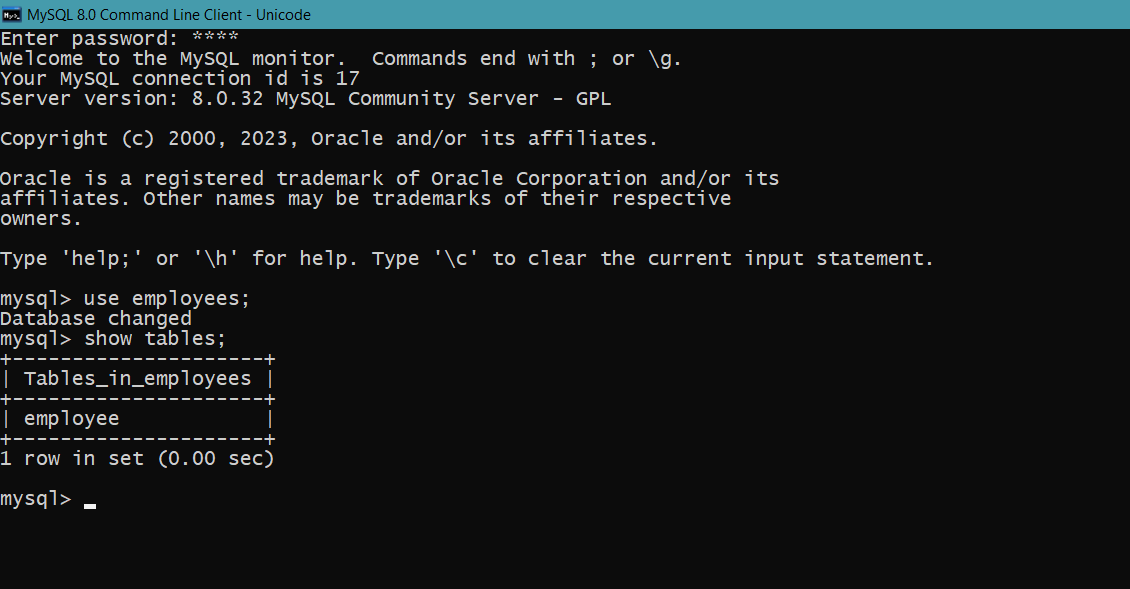 MySQL 8.0 Command Line Client - Unicode
Enter password: ****
Welcome to the MySQL monitor.  Commands end with ; or \g.
Your MySQL connection id is 17
Server version: 8.0.32 MySQL Community Server - GPL
Copyright (c) 2000, 2023, Oracle and/or its affiliates.
Oracle is a registered trademark of Oracle Corporation and/or its
affiliates. Other names may be trademarks of their respective
owners.
Type 'help;' or '\h' for help. Type '\c' to clear the current input statement.
mysql> use employees;
Database changed
mysql> show tables;
+---------------------+
| Tables_in_employees |
+---------------------+
| employee            |
+---------------------+
1 row in set (0.00 sec)
mysql> _